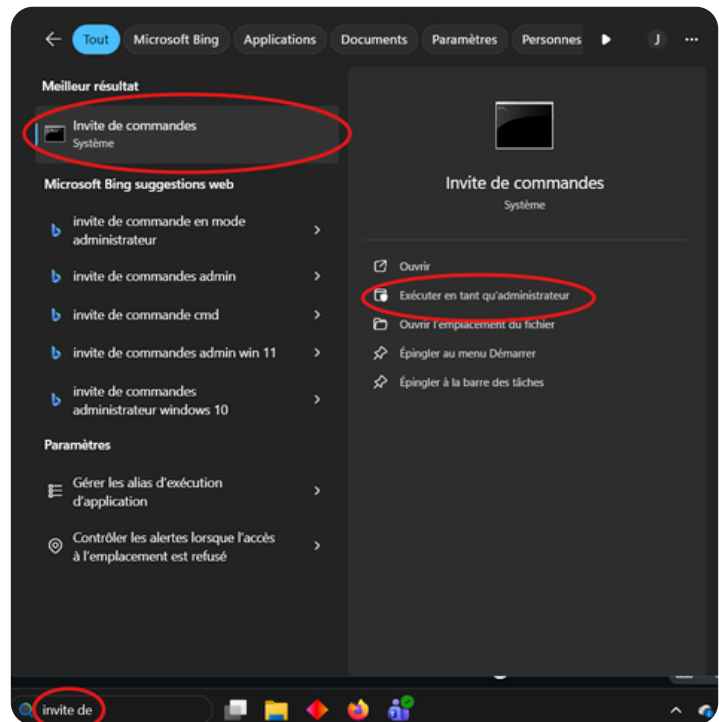 Tout Microsoft Bing Applications Documents Paramètres Personnes J
Meilleur résultat
Invite de commandes
Système
Microsoft Bing suggestions web
invite de commande en mode
administrateur
invite de commandes admin
invite de commande cmd
invite de commandes admin win 11
invite de commandes
administrateur windows 10
Paramètres
Gérer les alias d'exécution
d'application
Contrôler les alertes lorsque l'accès
à l'emplacement est refusé
Invite de commandes
Système
Ouvrir
Exécuter en tant qu'administrateur
Ouvrir l'emplacement du fichier
Épingler au menu Démarrer
Épingler à la barre des tâches
invite de